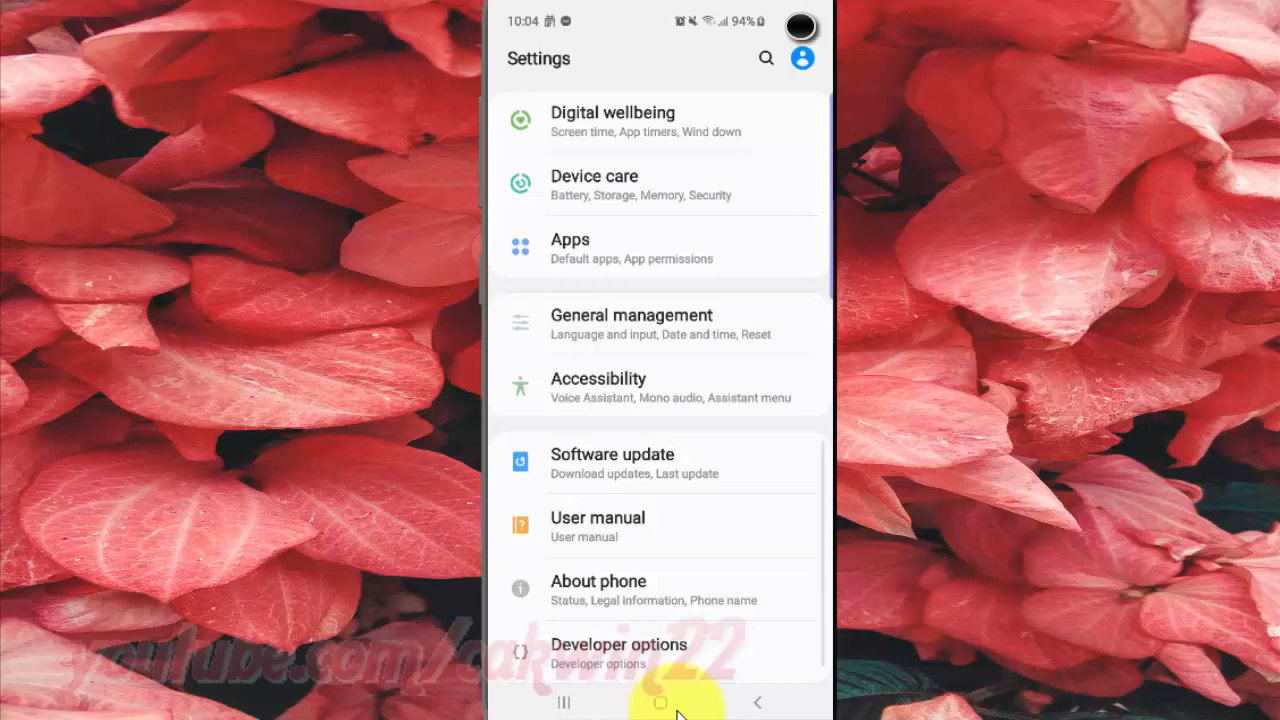 10:04
94%
Settings
Digital wellbeing
Screen time, App timers, Wind down
Device care
Battery, Storage, Memory, Security
Apps
Default apps, App permissions
General management
Language and input, Date and time, Reset
Accessibility
Voice Assistant, Mono audio, Assistant menu
Software update
Download updates, Last update
User manual
User manual
About phone
Status, Legal information, Phone name
Developer options
Developer options
youtube.com/cakwin22